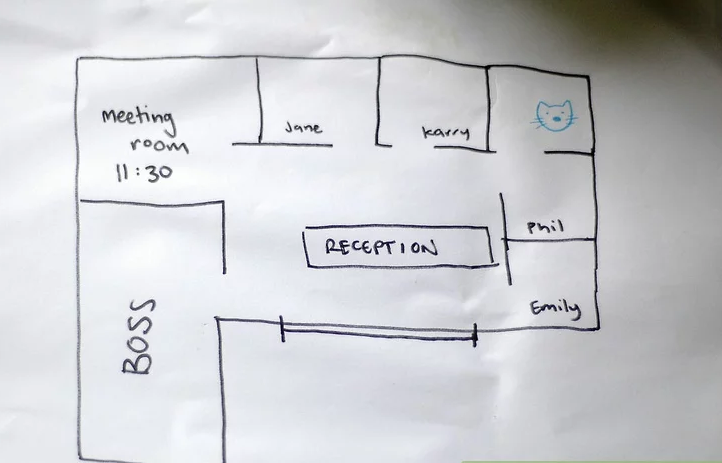 Meeting
room
11:30
Jane
Karry
Phil
RECEPTION
Emily
BOSS